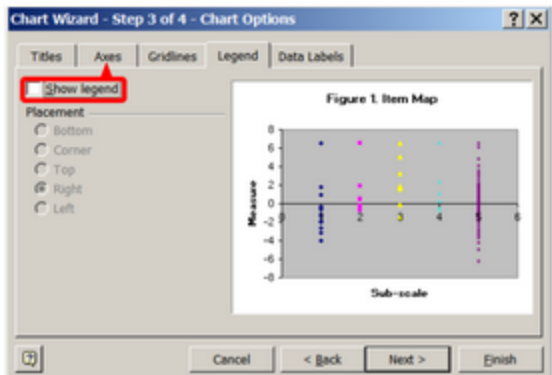 Chart Wizard - Step 3 of 4 - Chart Options
? X
Titles Axes Gridlines Legend Data Labels
Show legend
Placement
Bottom
Corner
Top
Right
Left
Figure 1. Item Map
8
6
4
2
0
-2
-4
-6
-8
Measure
0 1 2 3 4 5 6
Sub-scale
? Cancel < Back Next > Finish